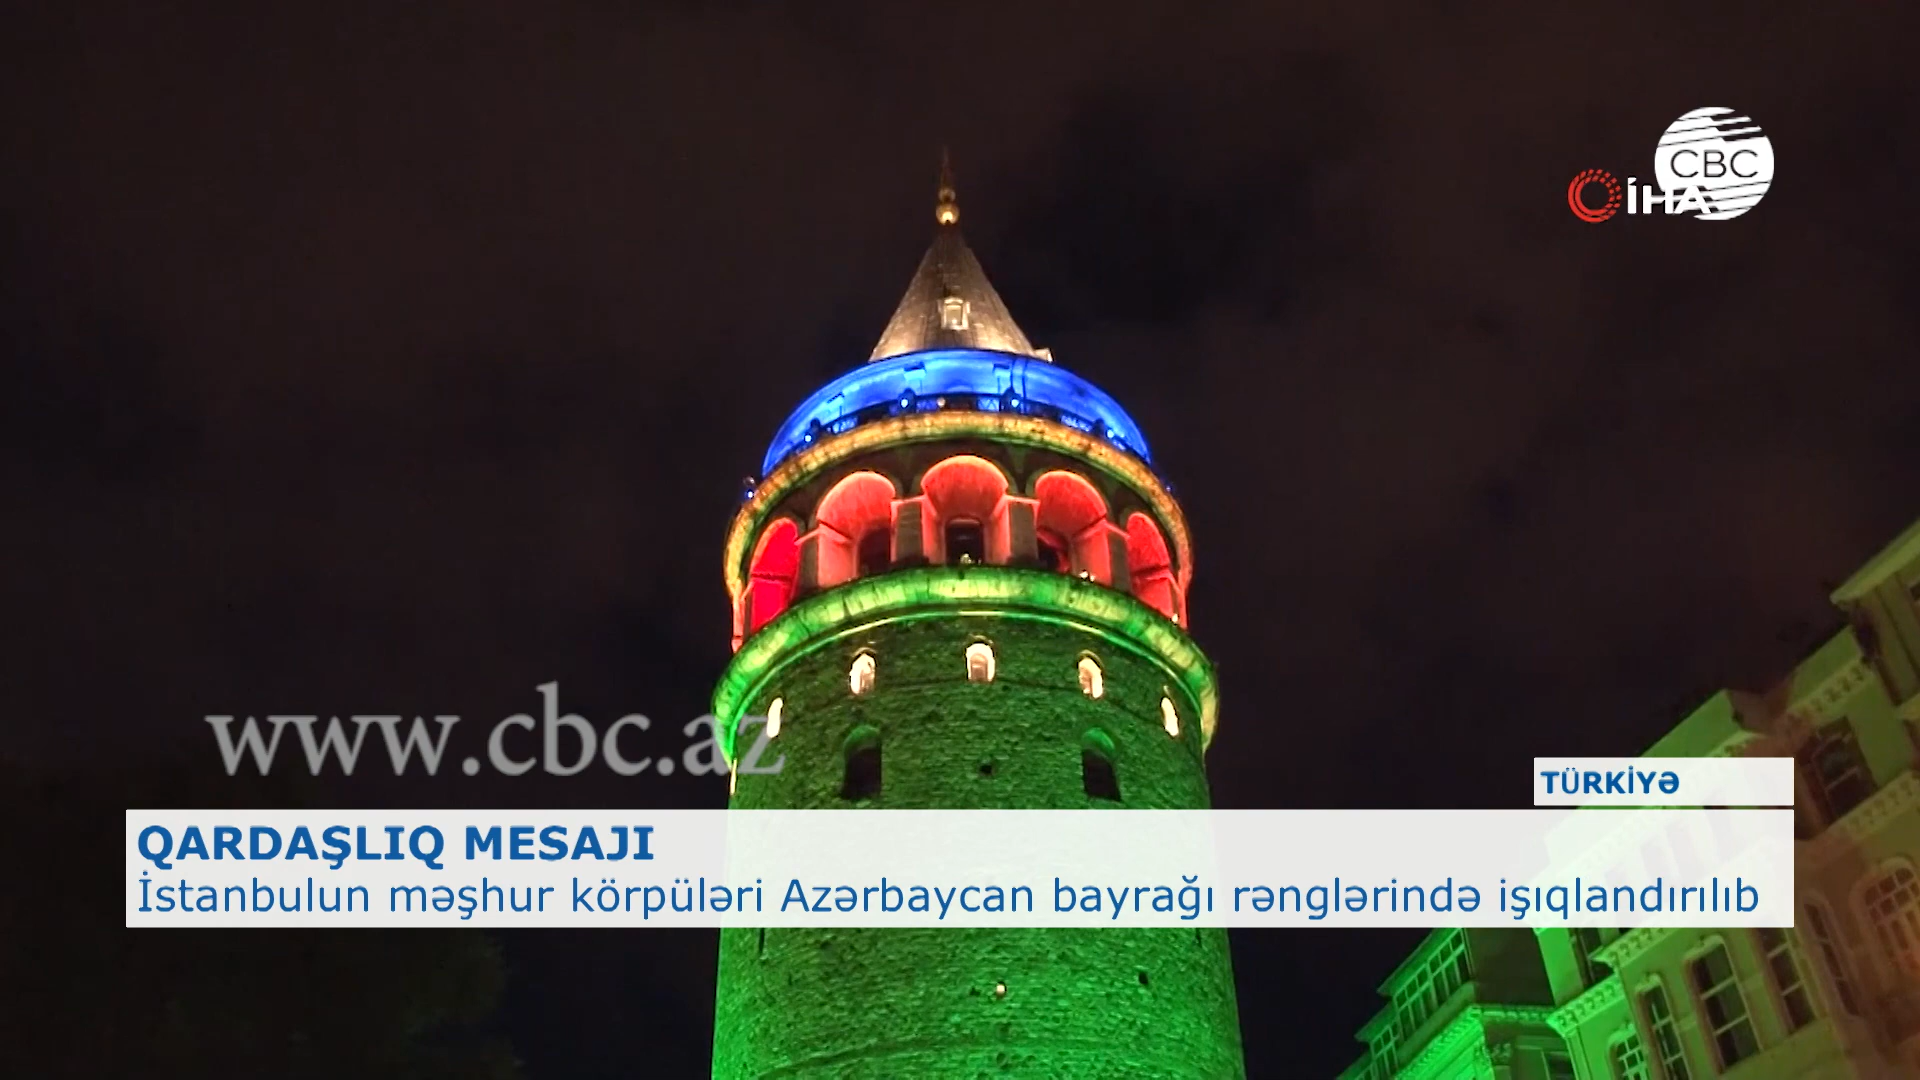 CBC
İHA
www.cbc.az
TÜRKİYƏ
QARDAŞLIQ MESAJI
İstanbulun məşhur körpüləri Azərbaycan bayrağı rənglərində işıqlandırılıb